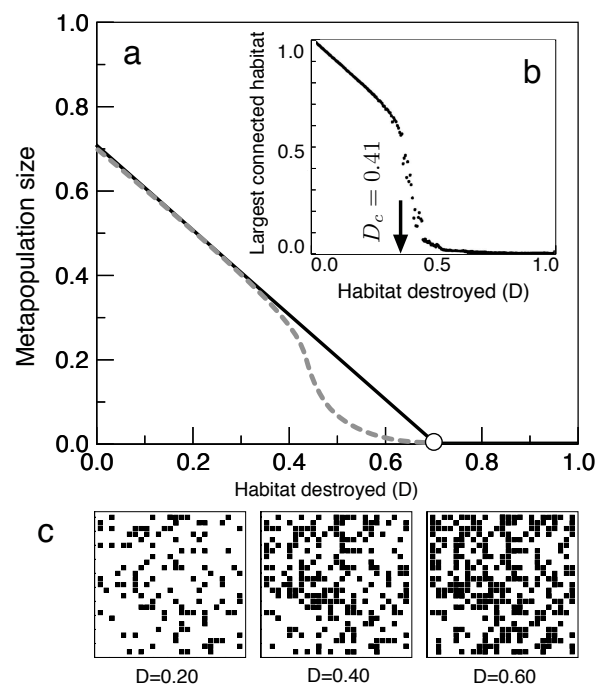 a
1.0
0.8
0.6
0.4
0.2
0.0
Metapopulation size
0.0 0.2 0.4 0.6 0.8 1.0
Habitat destroyed (D)
b
1.0
0.5
0.0
Largest connected habitat
D_c = 0.41
0.0 0.5 1.0
Habitat destroyed (D)
c
D=0.20 D=0.40 D=0.60